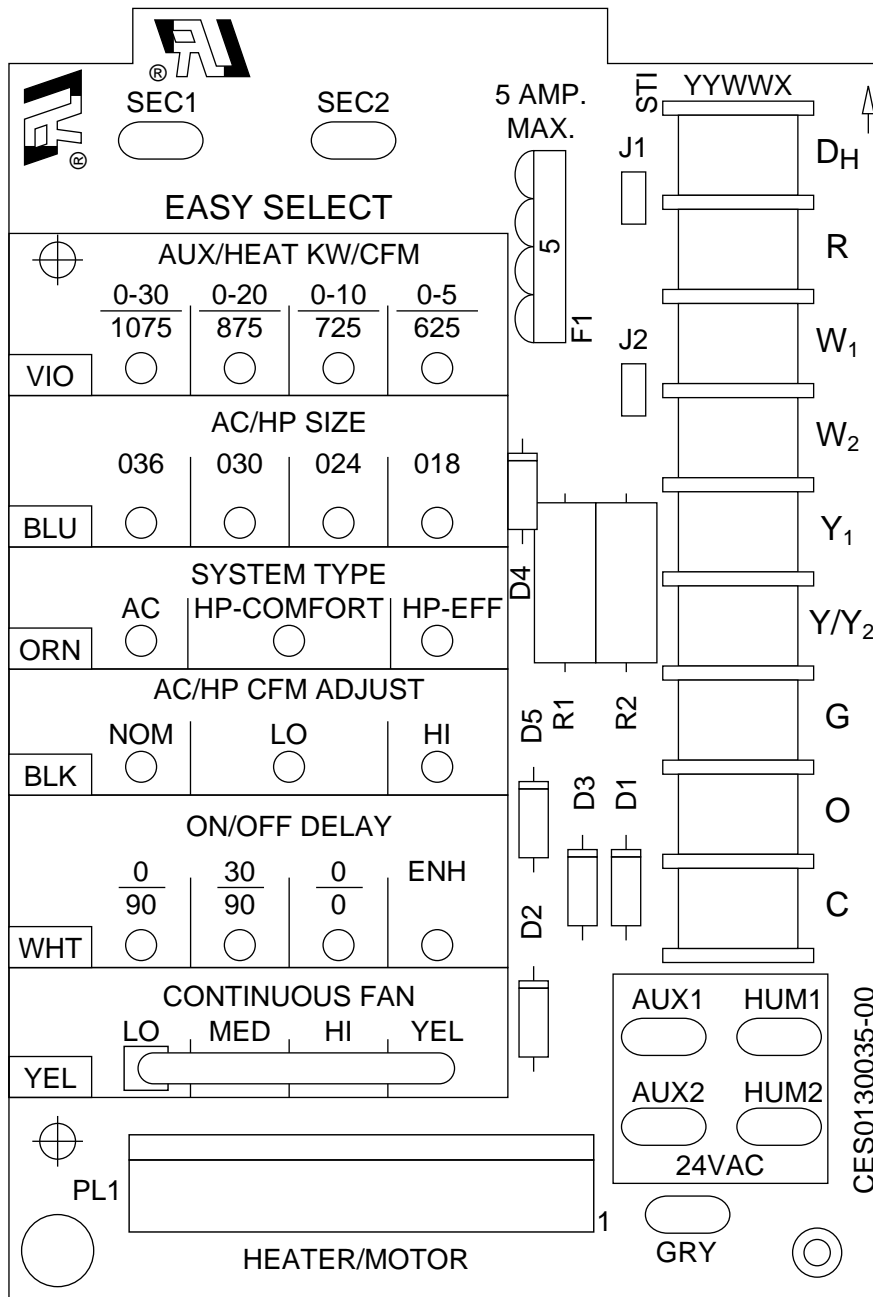 SEC1 SEC2
5 AMP.
MAX.
STI
YYWWX
®
®
EASY SELECT
AUX/HEAT KW/CFM
0-30 0-20 0-10 0-5
1075 875 725 625
VIO
AC/HP SIZE
036 030 024 018
BLU
SYSTEM TYPE
AC HP-COMFORT HP-EFF
ORN
AC/HP CFM ADJUST
NOM LO HI
BLK
ON/OFF DELAY
0 30 0 ENH
90 90 0
WHT
CONTINUOUS FAN
LO MED HI YEL
YEL
PL1
1
HEATER/MOTOR
5
F1
J1
J2
D4
R1
R2
D5
D3
D1
D2
DH
R
W1
W2
Y1
Y/Y2
G
O
C
AUX1 HUM1
AUX2 HUM2
24VAC
GRY
CES0130035-00